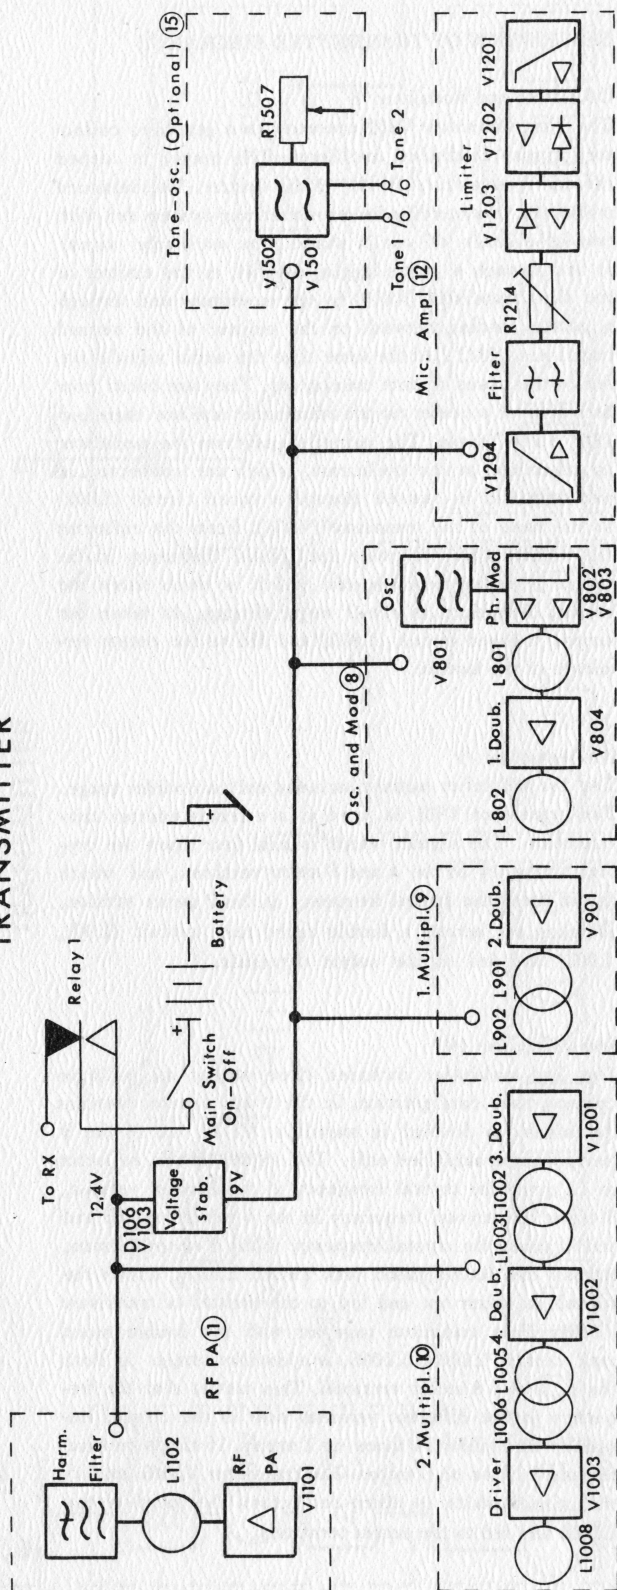 TRANSMITTER
To RX
Relay 1
12.4V
D106
V103
Voltage
stab.
9V
Main Switch
On-Off
Battery
+
+
Harm.
Filter
L1102
RF
PA
V1101
RF PA 11
Tone-osc. (Optional) 15
R1507
V1502
V1501
Tone 1
Tone 2
Mic. Ampl 12
Limiter
V1204
Filter
R1214
V1203
V1202
V1201
Osc. and Mod 8
Osc
V801
L802
1. Doub.
V804
L801
Ph. Mod
V802
V803
1. Multipl. 9
L902
L901
2. Doub.
V901
2. Multipl. 10
L1008
Driver
V1003
L1006
L1005
4. Doub.
V1002
L1003
L1002
3. Doub.
V1001